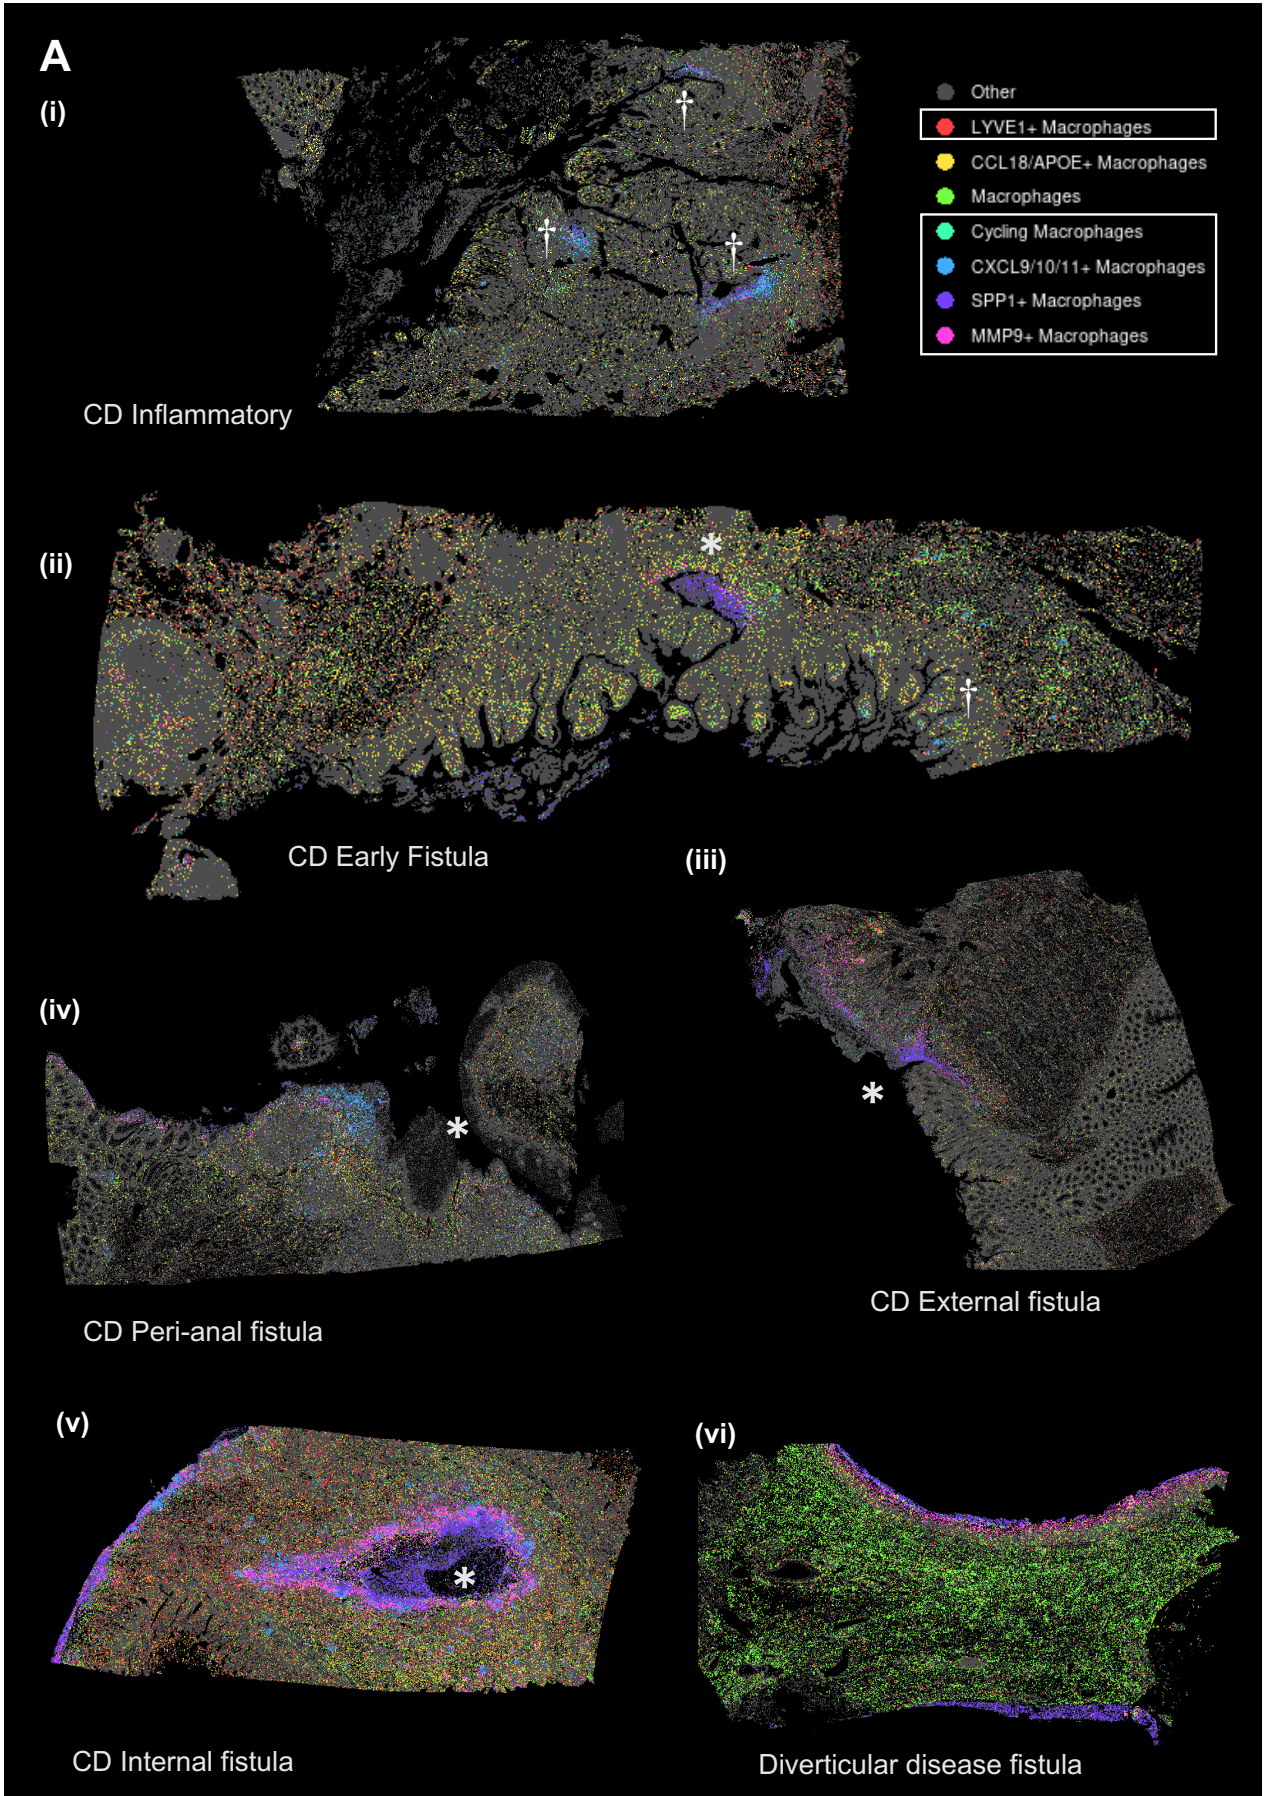 A
(i)
†
†
†
Other
LYVE1+ Macrophages
CCL18/APOE+ Macrophages
Macrophages
Cycling Macrophages
CXCL9/10/11+ Macrophages
SPP1+ Macrophages
MMP9+ Macrophages
CD Inflammatory
(ii)
*
†
CD Early Fistula
(iii)
*
CD External fistula
(iv)
*
CD Peri-anal fistula
(v)
*
CD Internal fistula
(vi)
Diverticular disease fistula